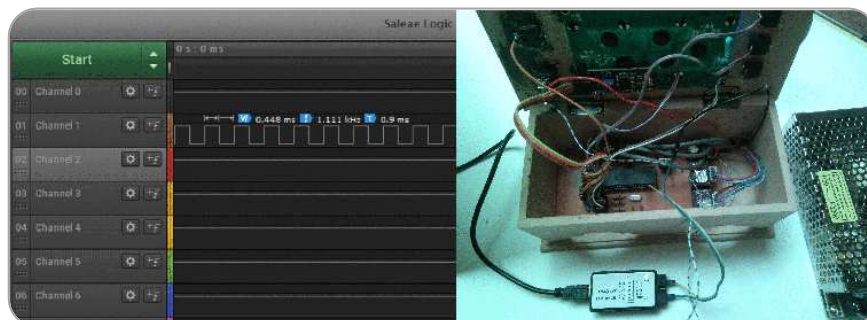 Saleae Logic
Start
0 s : 0 ms
00 Channel 0
W 0.448 ms f 1.111 kHz T 0.9 ms
01 Channel 1
02 Channel 2
03 Channel 3
04 Channel 4
05 Channel 5
06 Channel 6